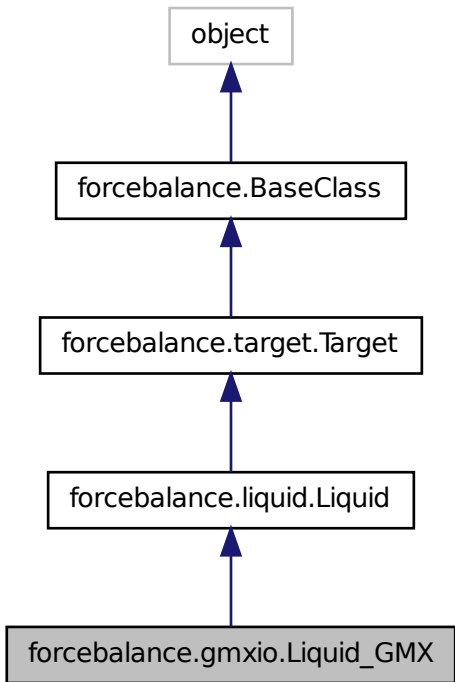 object
forcebalance.BaseClass
forcebalance.target.Target
forcebalance.liquid.Liquid
forcebalance.gmxio.Liquid_GMX